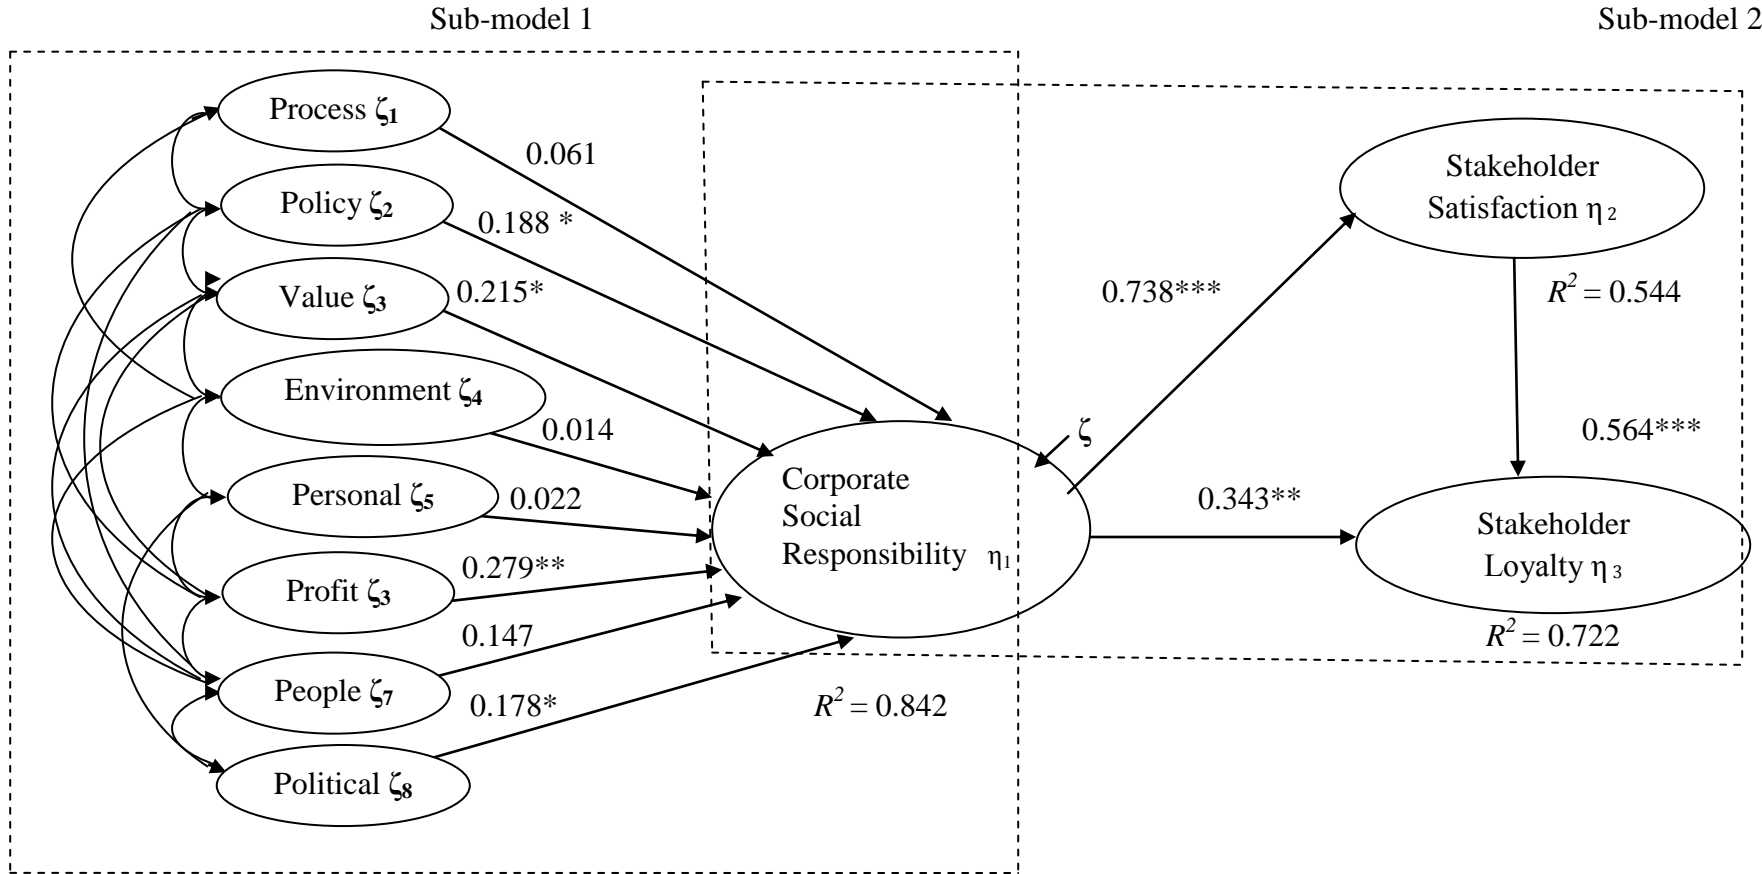 Sub-model 1
Sub-model 2
Process ζ1
0.061
Policy ζ2
0.188 *
Value ζ3
0.215*
Environment ζ4
0.014
Personal ζ5
0.022
Profit ζ3
0.279**
People ζ7
0.147
Political ζ8
0.178*
Corporate
Social
Responsibility η1
ζ
R² = 0.842
0.738***
0.343**
Stakeholder
Satisfaction η 2
R² = 0.544
0.564***
Stakeholder
Loyalty η 3
R² = 0.722